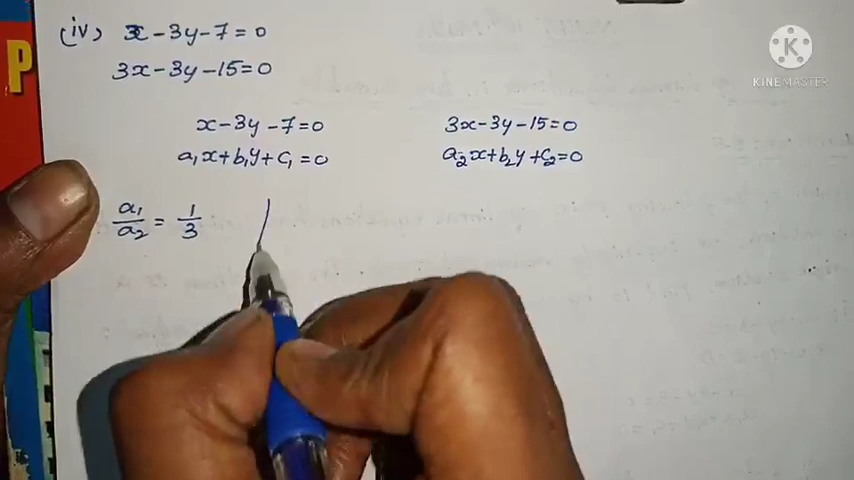 (iv) x-3y-7=0
3x-3y-15=0
x-3y-7=0 3x-3y-15=0
a₁x+b₁y+c₁=0 a₂x+b₂y+c₂=0
a₁/a₂ = 1/3
P
KINEMASTER